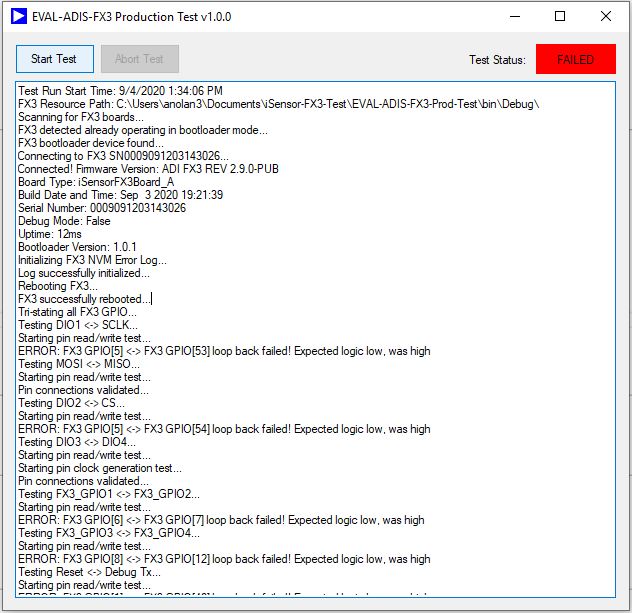 EVAL-ADIS-FX3 Production Test v1.0.0
Start Test
Abort Test
Test Status:
FAILED
Test Run Start Time: 9/4/2020 1:34:06 PM
FX3 Resource Path: C:\Users\anolan3\Documents\iSensor-FX3-Test\EVAL-ADIS-FX3-Prod-Test\bin\Debug\
Scanning for FX3 boards...
FX3 detected already operating in bootloader mode...
FX3 bootloader device found...
Connecting to FX3 SN0009091203143026...
Connected! Firmware Version: ADI FX3 REV 2.9.0-PUB
Board Type: iSensorFX3Board_A
Build Date and Time: Sep  3 2020 19:21:39
Serial Number: 0009091203143026
Debug Mode: False
Uptime: 12ms
Bootloader Version: 1.0.1
Initializing FX3 NVM Error Log...
Log successfully initialized...
Rebooting FX3...
FX3 successfully rebooted...
Tri-stating all FX3 GPIO...
Testing DIO1 <-> SCLK...
Starting pin read/write test...
ERROR: FX3 GPIO[5] <-> FX3 GPIO[53] loop back failed! Expected logic low, was high
Testing MOSI <-> MISO...
Starting pin read/write test...
Pin connections validated...
Testing DIO2 <-> CS...
Starting pin read/write test...
ERROR: FX3 GPIO[5] <-> FX3 GPIO[54] loop back failed! Expected logic low, was high
Testing DIO3 <-> DIO4...
Starting pin read/write test...
Starting pin clock generation test...
Pin connections validated...
Testing FX3_GPIO1 <-> FX3_GPIO2...
Starting pin read/write test...
ERROR: FX3 GPIO[6] <-> FX3 GPIO[7] loop back failed! Expected logic low, was high
Testing FX3_GPIO3 <-> FX3_GPIO4...
Starting pin read/write test...
ERROR: FX3 GPIO[8] <-> FX3 GPIO[12] loop back failed! Expected logic low, was high
Testing Reset <-> Debug Tx...
Starting pin read/write test...